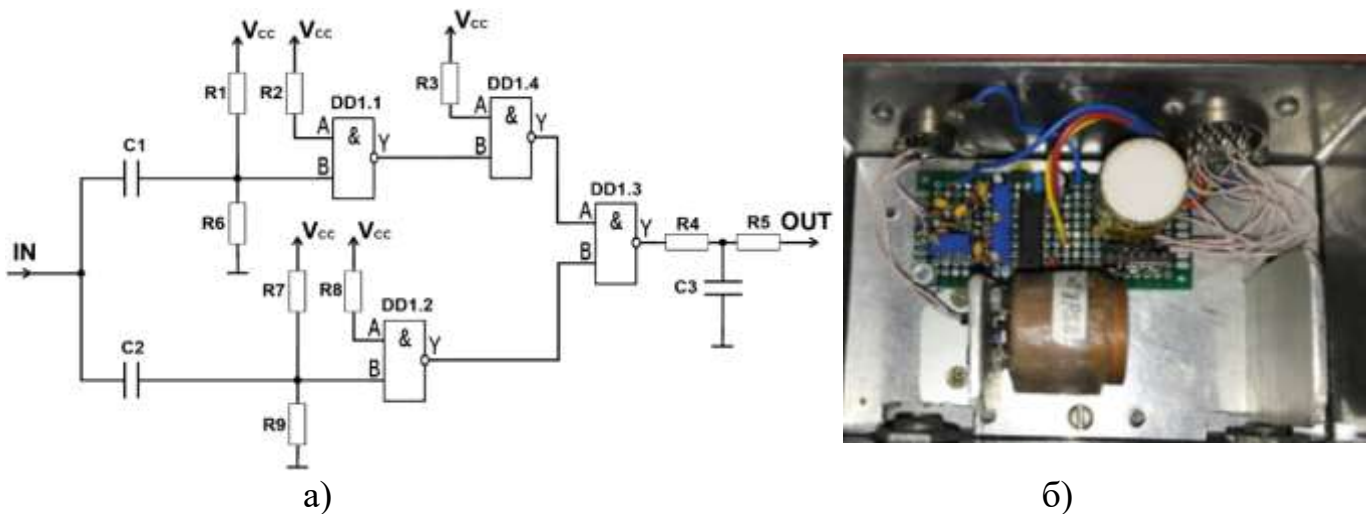 Vcc
Vcc
Vcc
R1
R2
R3
DD1.1
DD1.4
A
&
Y
B
A
&
Y
B
C1
R6
DD1.3
A
&
Y
B
R4
R5
OUT
IN
Vcc
Vcc
R7
R8
DD1.2
C3
A
&
Y
B
C2
R9
а)
б)